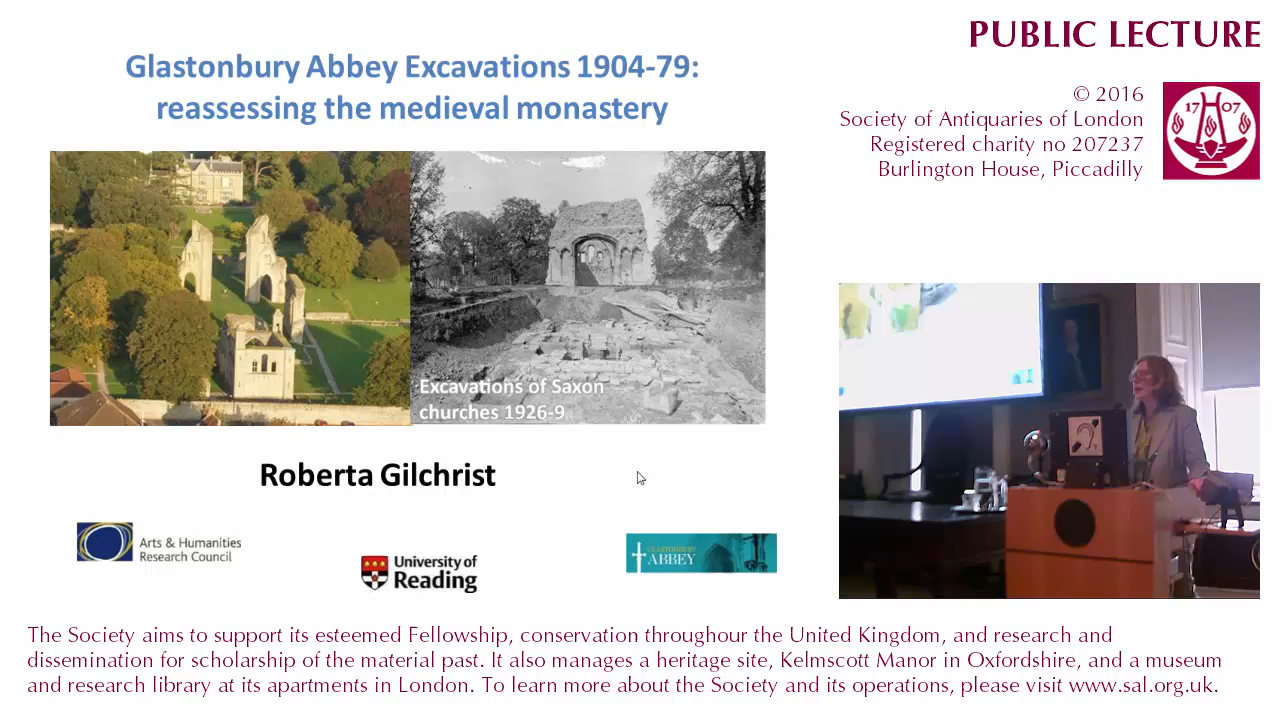 PUBLIC LECTURE
Glastonbury Abbey Excavations 1904-79:
reassessing the medieval monastery
© 2016
Society of Antiquaries of London
Registered charity no 207237
Burlington House, Piccadilly
17 07
Excavations of Saxon
churches 1926-9
Roberta Gilchrist
Arts & Humanities
Research Council
University of
Reading
GLASTONBURY
ABBEY
The Society aims to support its esteemed Fellowship, conservation throughour the United Kingdom, and research and
dissemination for scholarship of the material past. It also manages a heritage site, Kelmscott Manor in Oxfordshire, and a museum
and research library at its apartments in London. To learn more about the Society and its operations, please visit www.sal.org.uk.